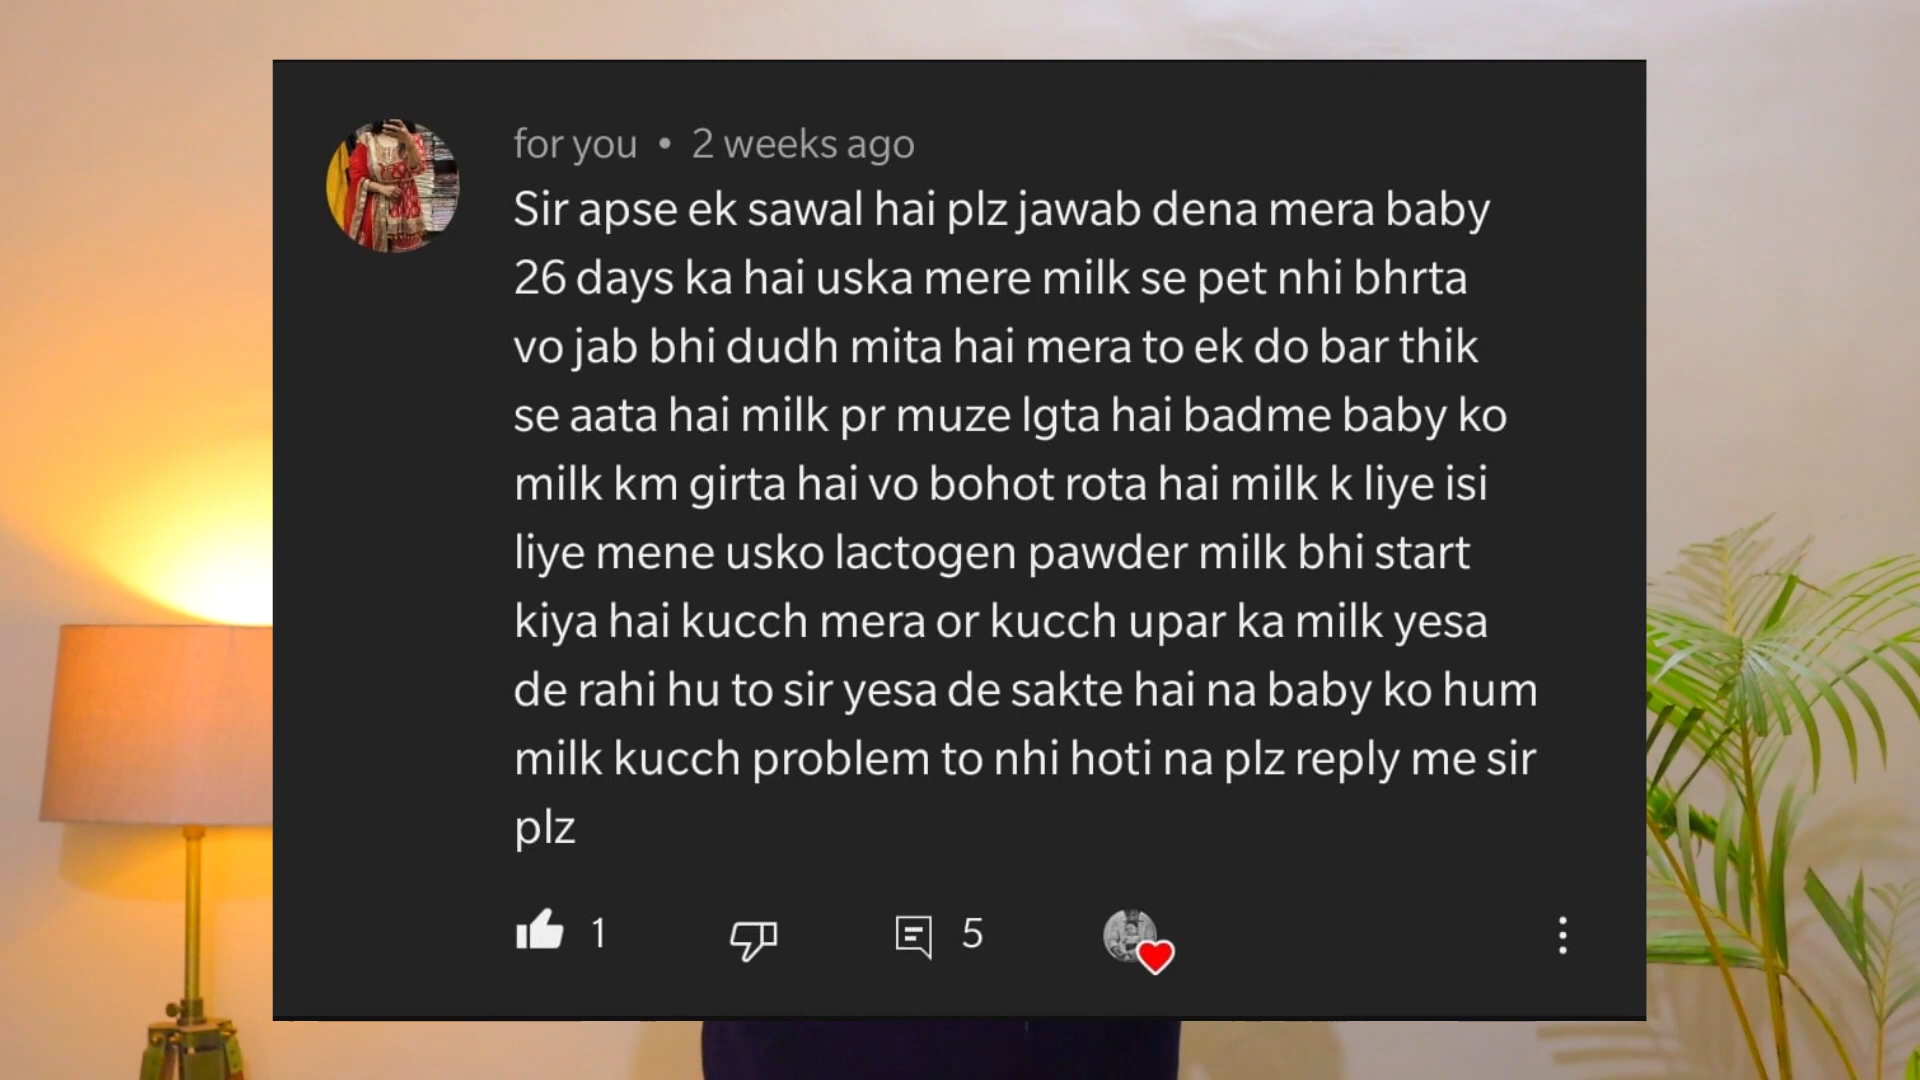 for you • 2 weeks ago
Sir apse ek sawal hai plz jawab dena mera baby
26 days ka hai uska mere milk se pet nhi bhrta
vo jab bhi dudh mita hai mera to ek do bar thik
se aata hai milk pr muze lgta hai badme baby ko
milk km girta hai vo bohot rota hai milk k liye isi
liye mene usko lactogen pawder milk bhi start
kiya hai kucch mera or kucch upar ka milk yesa
de rahi hu to sir yesa de sakte hai na baby ko hum
milk kucch problem to nhi hoti na plz reply me sir
plz
1 5